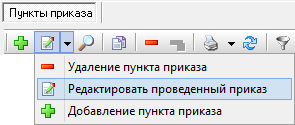 Пункты приказа
Удаление пункта приказа
Редактировать проведенный приказ
Добавление пункта приказа